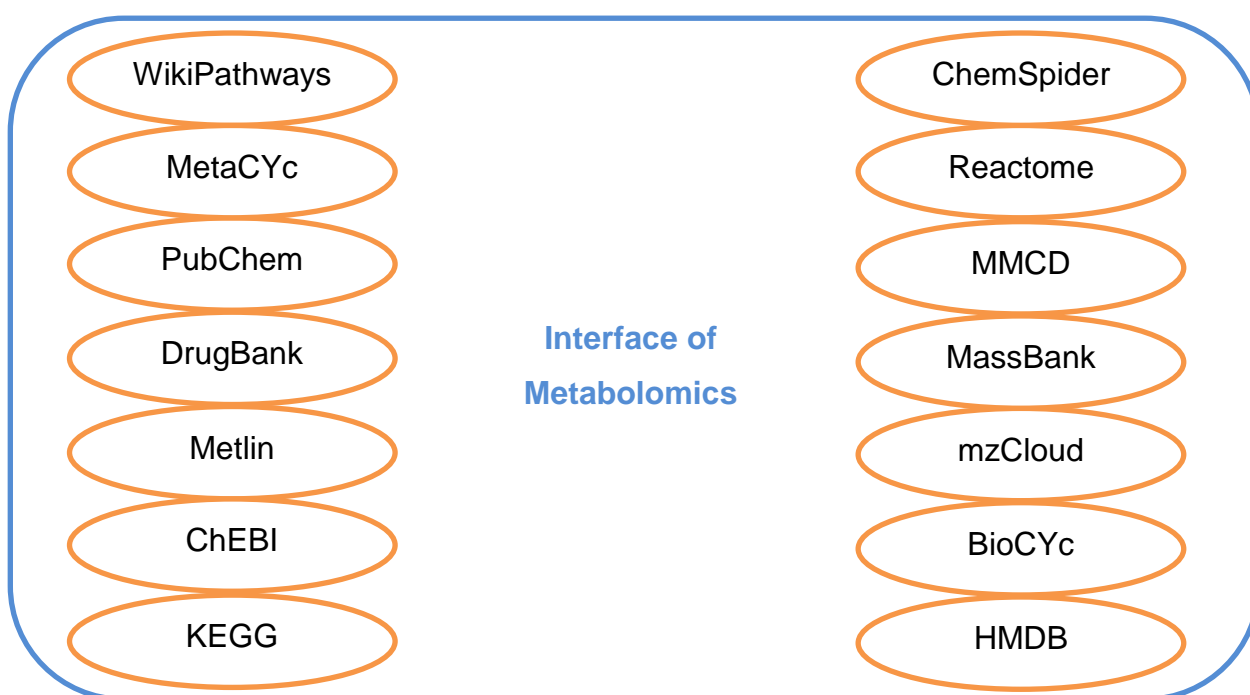 WikiPathways
MetaCYc
PubChem
DrugBank
Metlin
ChEBI
KEGG
Interface of
Metabolomics
ChemSpider
Reactome
MMCD
MassBank
mzCloud
BioCYc
HMDB